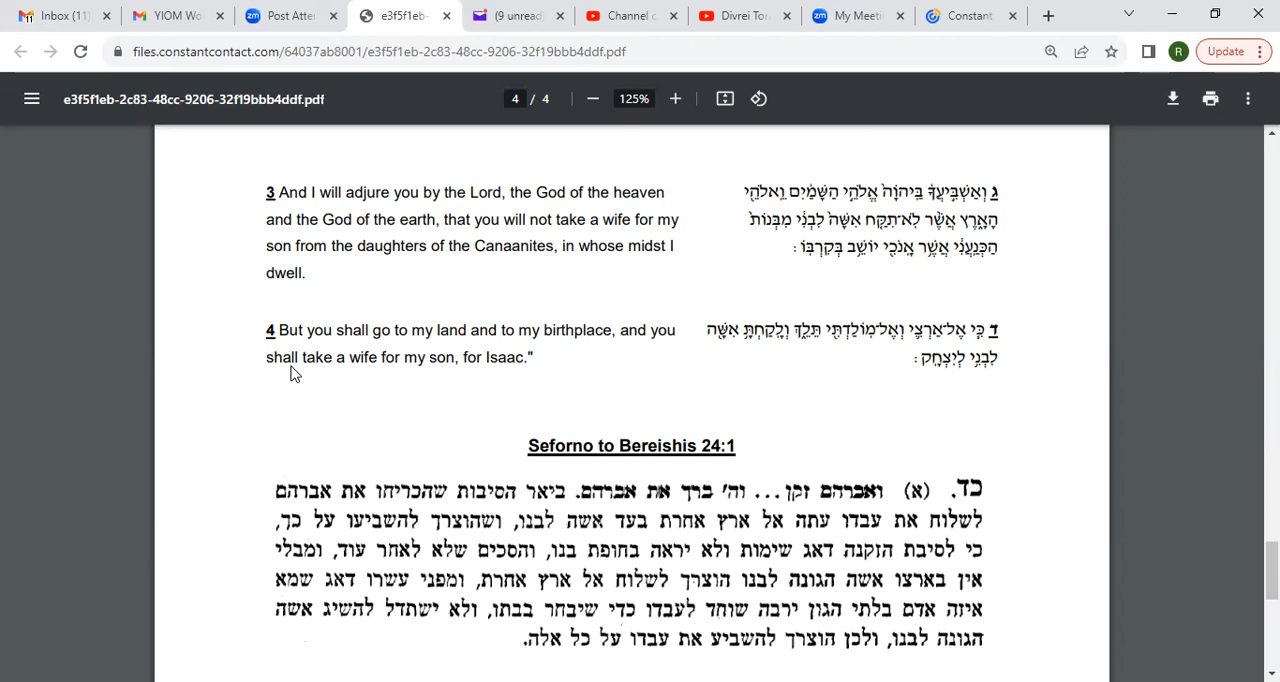 Inbox (11)
YIOM Wo
Post Atte
e3f5f1eb-
(9 unread
Channel c
Divrei Tor
My Meeti
Constant
files.constantcontact.com/64037ab8001/e3f5f1eb-2c83-48cc-9206-32f19bbb4ddf.pdf
R
Update
e3f5f1eb-2c83-48cc-9206-32f19bbb4ddf.pdf
4 / 4
125%
3 And I will adjure you by the Lord, the God of the heaven
and the God of the earth, that you will not take a wife for my
son from the daughters of the Canaanites, in whose midst I
dwell.
ג וְאַשְׁבִּ֣יעֲךָ֔ בַּֽיהוָֹה֙ אֱלֹהֵ֣י הַשָּׁמַ֔יִם וֵֽאלֹהֵ֖י
הָאָ֑רֶץ אֲשֶׁ֨ר לֹא־תִקַּ֤ח אִשָּׁה֙ לִבְנִ֔י מִבְּנוֹת֙
הַכְּנַֽעֲנִ֔י אֲשֶׁ֥ר אָֽנֹכִ֖י יוֹשֵׁ֥ב בְּקִרְבּֽוֹ:
4 But you shall go to my land and to my birthplace, and you
shall take a wife for my son, for Isaac."
ד כִּ֧י אֶל־אַרְצִ֛י וְאֶל־מֽוֹלַדְתִּ֖י תֵּלֵ֑ךְ וְלָֽקַחְתָּ֥ אִשָּׁ֖ה
לִבְנִ֥י לְיִצְחָֽק:
Seforno to Bereishis 24:1
כד. (א) ואברהם זקן... וה' ברך את אברהם. ביאר הסיבות שהכריחו את אברהם
לשלוח את עבדו עתה אל ארץ אחרת בעד אשה לבנו, ושהוצרך להשביעו על כך,
כי לסיבת הזקנה דאג שימות ולא יראה בחופת בנו, והסכים שלא לאחר עוד, ומבלי
אין בארצו אשה הגונה לבנו הוצרך לשלוח אל ארץ אחרת, ומפני עשרו דאג שמא
איזה אדם בלתי הגון ירבה שוחד לעבדו כדי שיבחר בבתו, ולא ישתדל להשיג אשה
הגונה לבנו, ולכן הוצרך להשביע את עבדו על כל אלה.